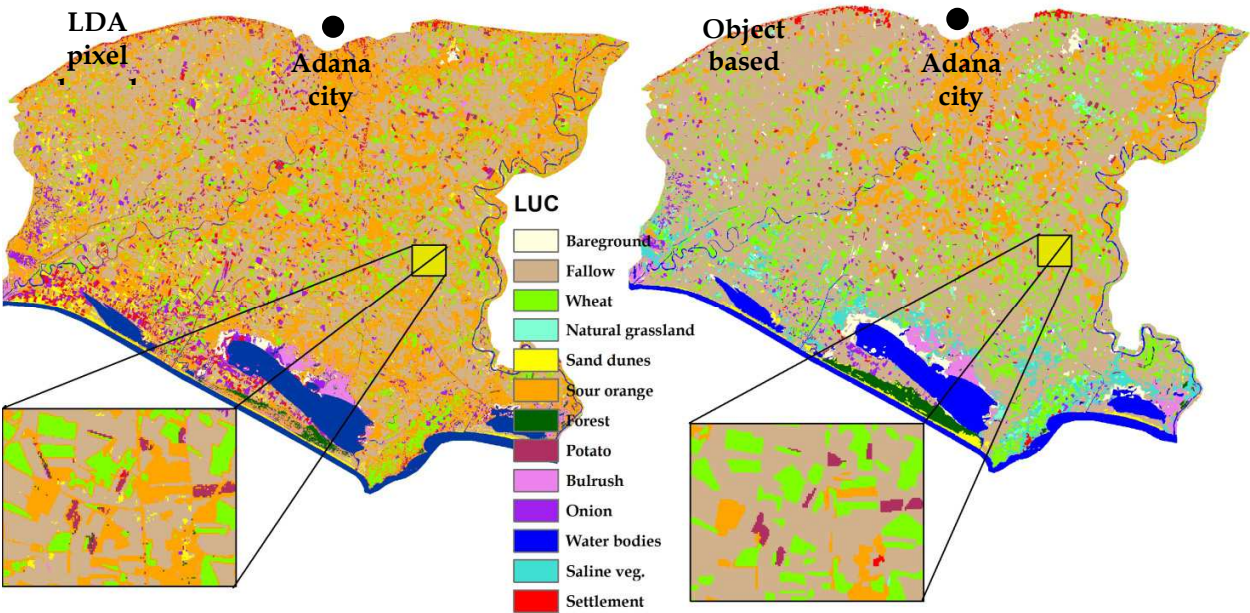 LDA
pixel
Adana
city
Object
based
Adana
city
LUC
Bareground
Fallow
Wheat
Natural grassland
Sand dunes
Sour orange
Forest
Potato
Bulrush
Onion
Water bodies
Saline veg.
Settlement